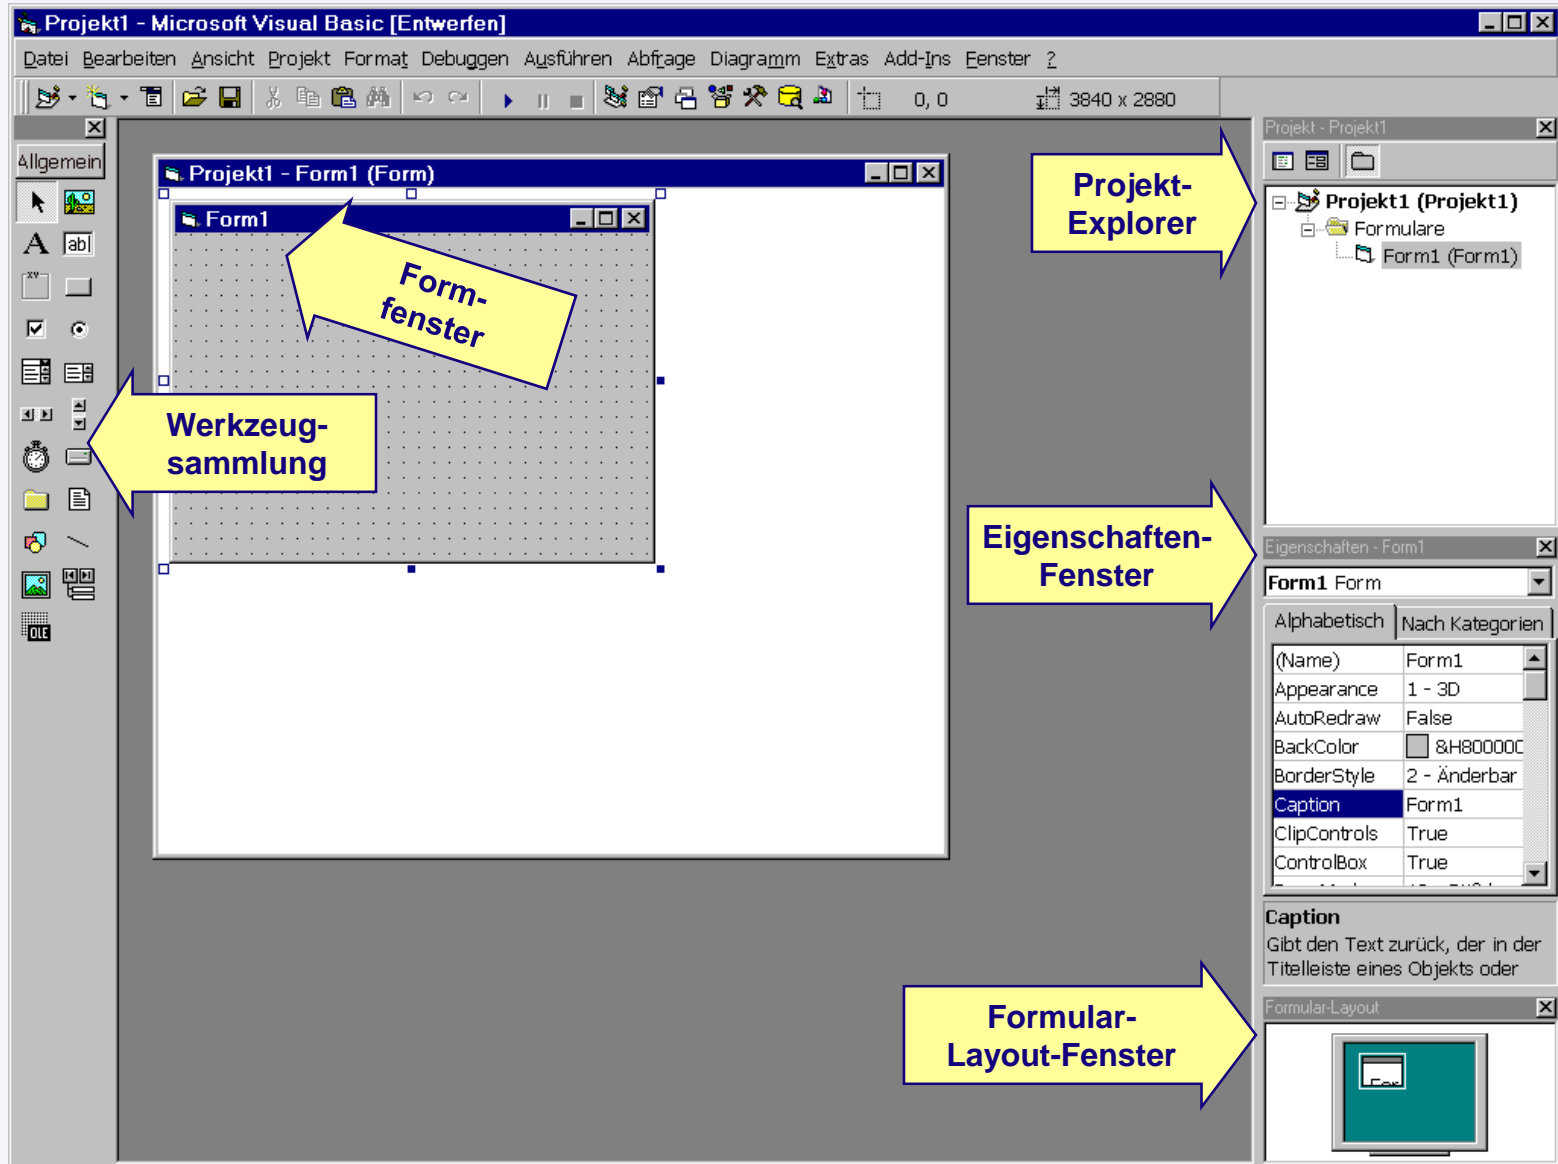 Projekt1 - Microsoft Visual Basic [Entwerfen]
Datei Bearbeiten Ansicht Projekt Format Debuggen Ausführen Abfrage Diagramm Extras Add-Ins Fenster ?
0, 0 3840 x 2880
Allgemein
A ab|
xv
OLE
Projekt1 - Form1 (Form)
Form1
Form-
fenster
Werkzeug-
sammlung
Projekt-
Explorer
Projekt - Projekt1
Projekt1 (Projekt1)
Formulare
Form1 (Form1)
Eigenschaften-
Fenster
Eigenschaften - Form1
Form1 Form
Alphabetisch Nach Kategorien
(Name) Form1
Appearance 1 - 3D
AutoRedraw False
BackColor &H800000
BorderStyle 2 - Änderbar
Caption Form1
ClipControls True
ControlBox True
Caption
Gibt den Text zurück, der in der
Titelleiste eines Objekts oder
Formular-
Layout-Fenster
Formular-Layout
For